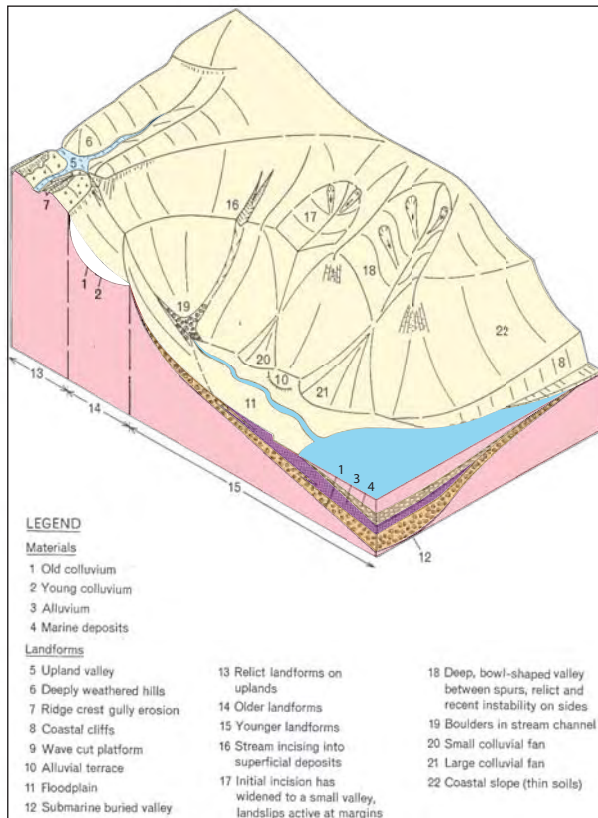 6
5
7
16
17
18
1
2
19
22
20
8
10
21
11
13
14
1
3
4
15
12
LEGEND
Materials
1 Old colluvium
2 Young colluvium
3 Alluvium
4 Marine deposits
Landforms
5 Upland valley
6 Deeply weathered hills
7 Ridge crest gully erosion
8 Coastal cliffs
9 Wave cut platform
10 Alluvial terrace
11 Floodplain
12 Submarine buried valley
13 Relict landforms on
uplands
14 Older landforms
15 Younger landforms
16 Stream incising into
superficial deposits
17 Initial incision has
widened to a small valley,
landslips active at margins
18 Deep, bowl-shaped valley
between spurs, relict and
recent instability on sides
19 Boulders in stream channel
20 Small colluvial fan
21 Large colluvial fan
22 Coastal slope (thin soils)